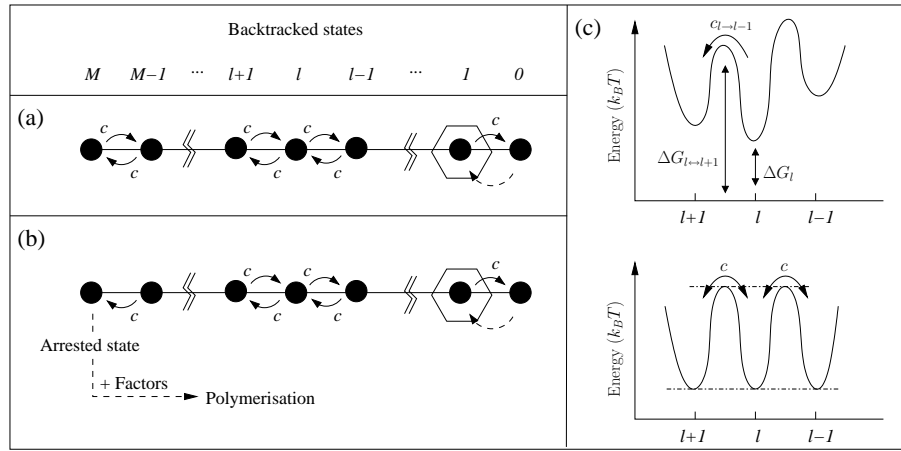 Backtracked states
M M−1 ... l+1 l l-1 ... 1 0
(a)
c c c c
c c c
(b)
c c c
c c c
Arrested state
+ Factors
Polymerisation
(c)
c_{l→l−1}
Energy (k_BT)
ΔG_{l↔l+1}
ΔG_l
l+1 l l−1
c c
Energy (k_BT)
l+1 l l−1